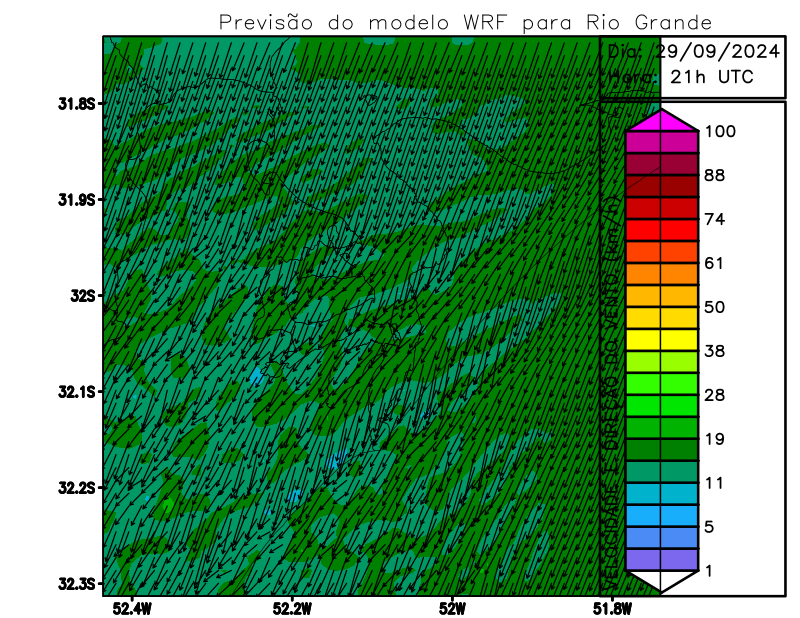 Previsão do modelo WRF para Rio Grande
Dia: 29/09/2024
Hora: 21h UTC
VELOCIDADE E DIREÇÃO DO VENTO (km/h)
100
88
74
61
50
38
28
19
11
5
1
31.8S
31.9S
32S
32.1S
32.2S
32.3S
52.4W 52.2W 52W 51.8W